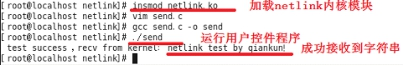 [root@localhost netlink]# insmod netlink.ko 加载netlink内核模块
[root@localhost netlink]# vim send.c
[root@localhost netlink]# gcc send.c -o send
[root@localhost netlink]# ./send 运行用户控件程序
test success ,recv from kernel: netlink test by qiankun! 成功接收到字符串
[root@localhost netlink]#